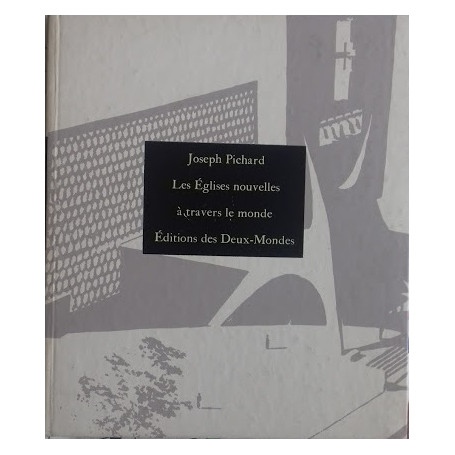 Joseph Pichard
Les Églises nouvelles
à travers le monde
Éditions des Deux-Mondes